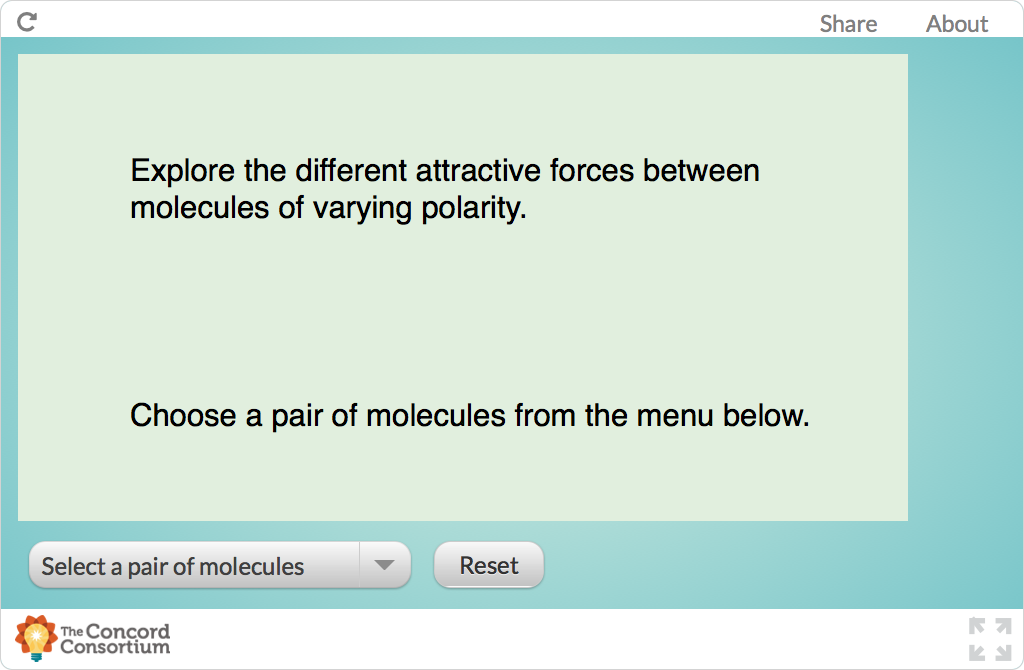 Share About
Explore the different attractive forces between
molecules of varying polarity.
Choose a pair of molecules from the menu below.
Select a pair of molecules Reset
The Concord
Consortium